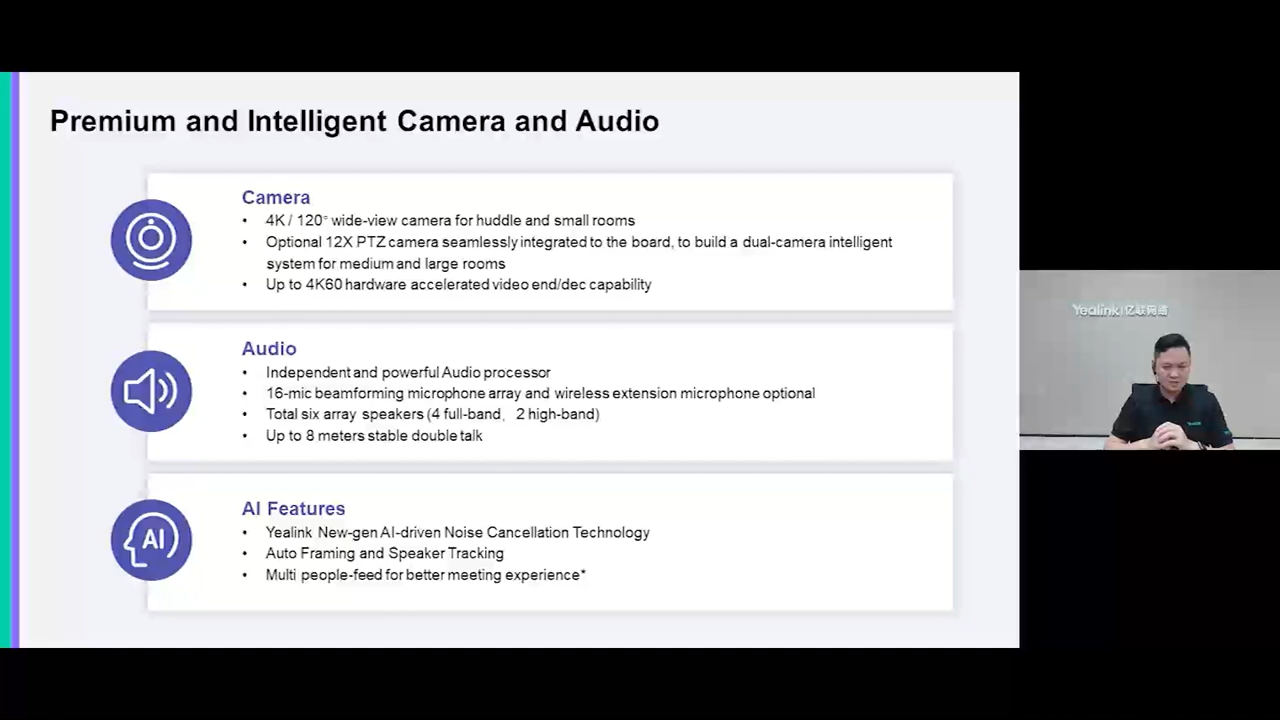 Premium and Intelligent Camera and Audio
Camera
• 4K / 120° wide-view camera for huddle and small rooms
• Optional 12X PTZ camera seamlessly integrated to the board, to build a dual-camera intelligent
system for medium and large rooms
• Up to 4K60 hardware accelerated video end/dec capability
Audio
• Independent and powerful Audio processor
• 16-mic beamforming microphone array and wireless extension microphone optional
• Total six array speakers (4 full-band, 2 high-band)
• Up to 8 meters stable double talk
AI
AI Features
• Yealink New-gen AI-driven Noise Cancellation Technology
• Auto Framing and Speaker Tracking
• Multi people-feed for better meeting experience*
Yealink | 亿联网络